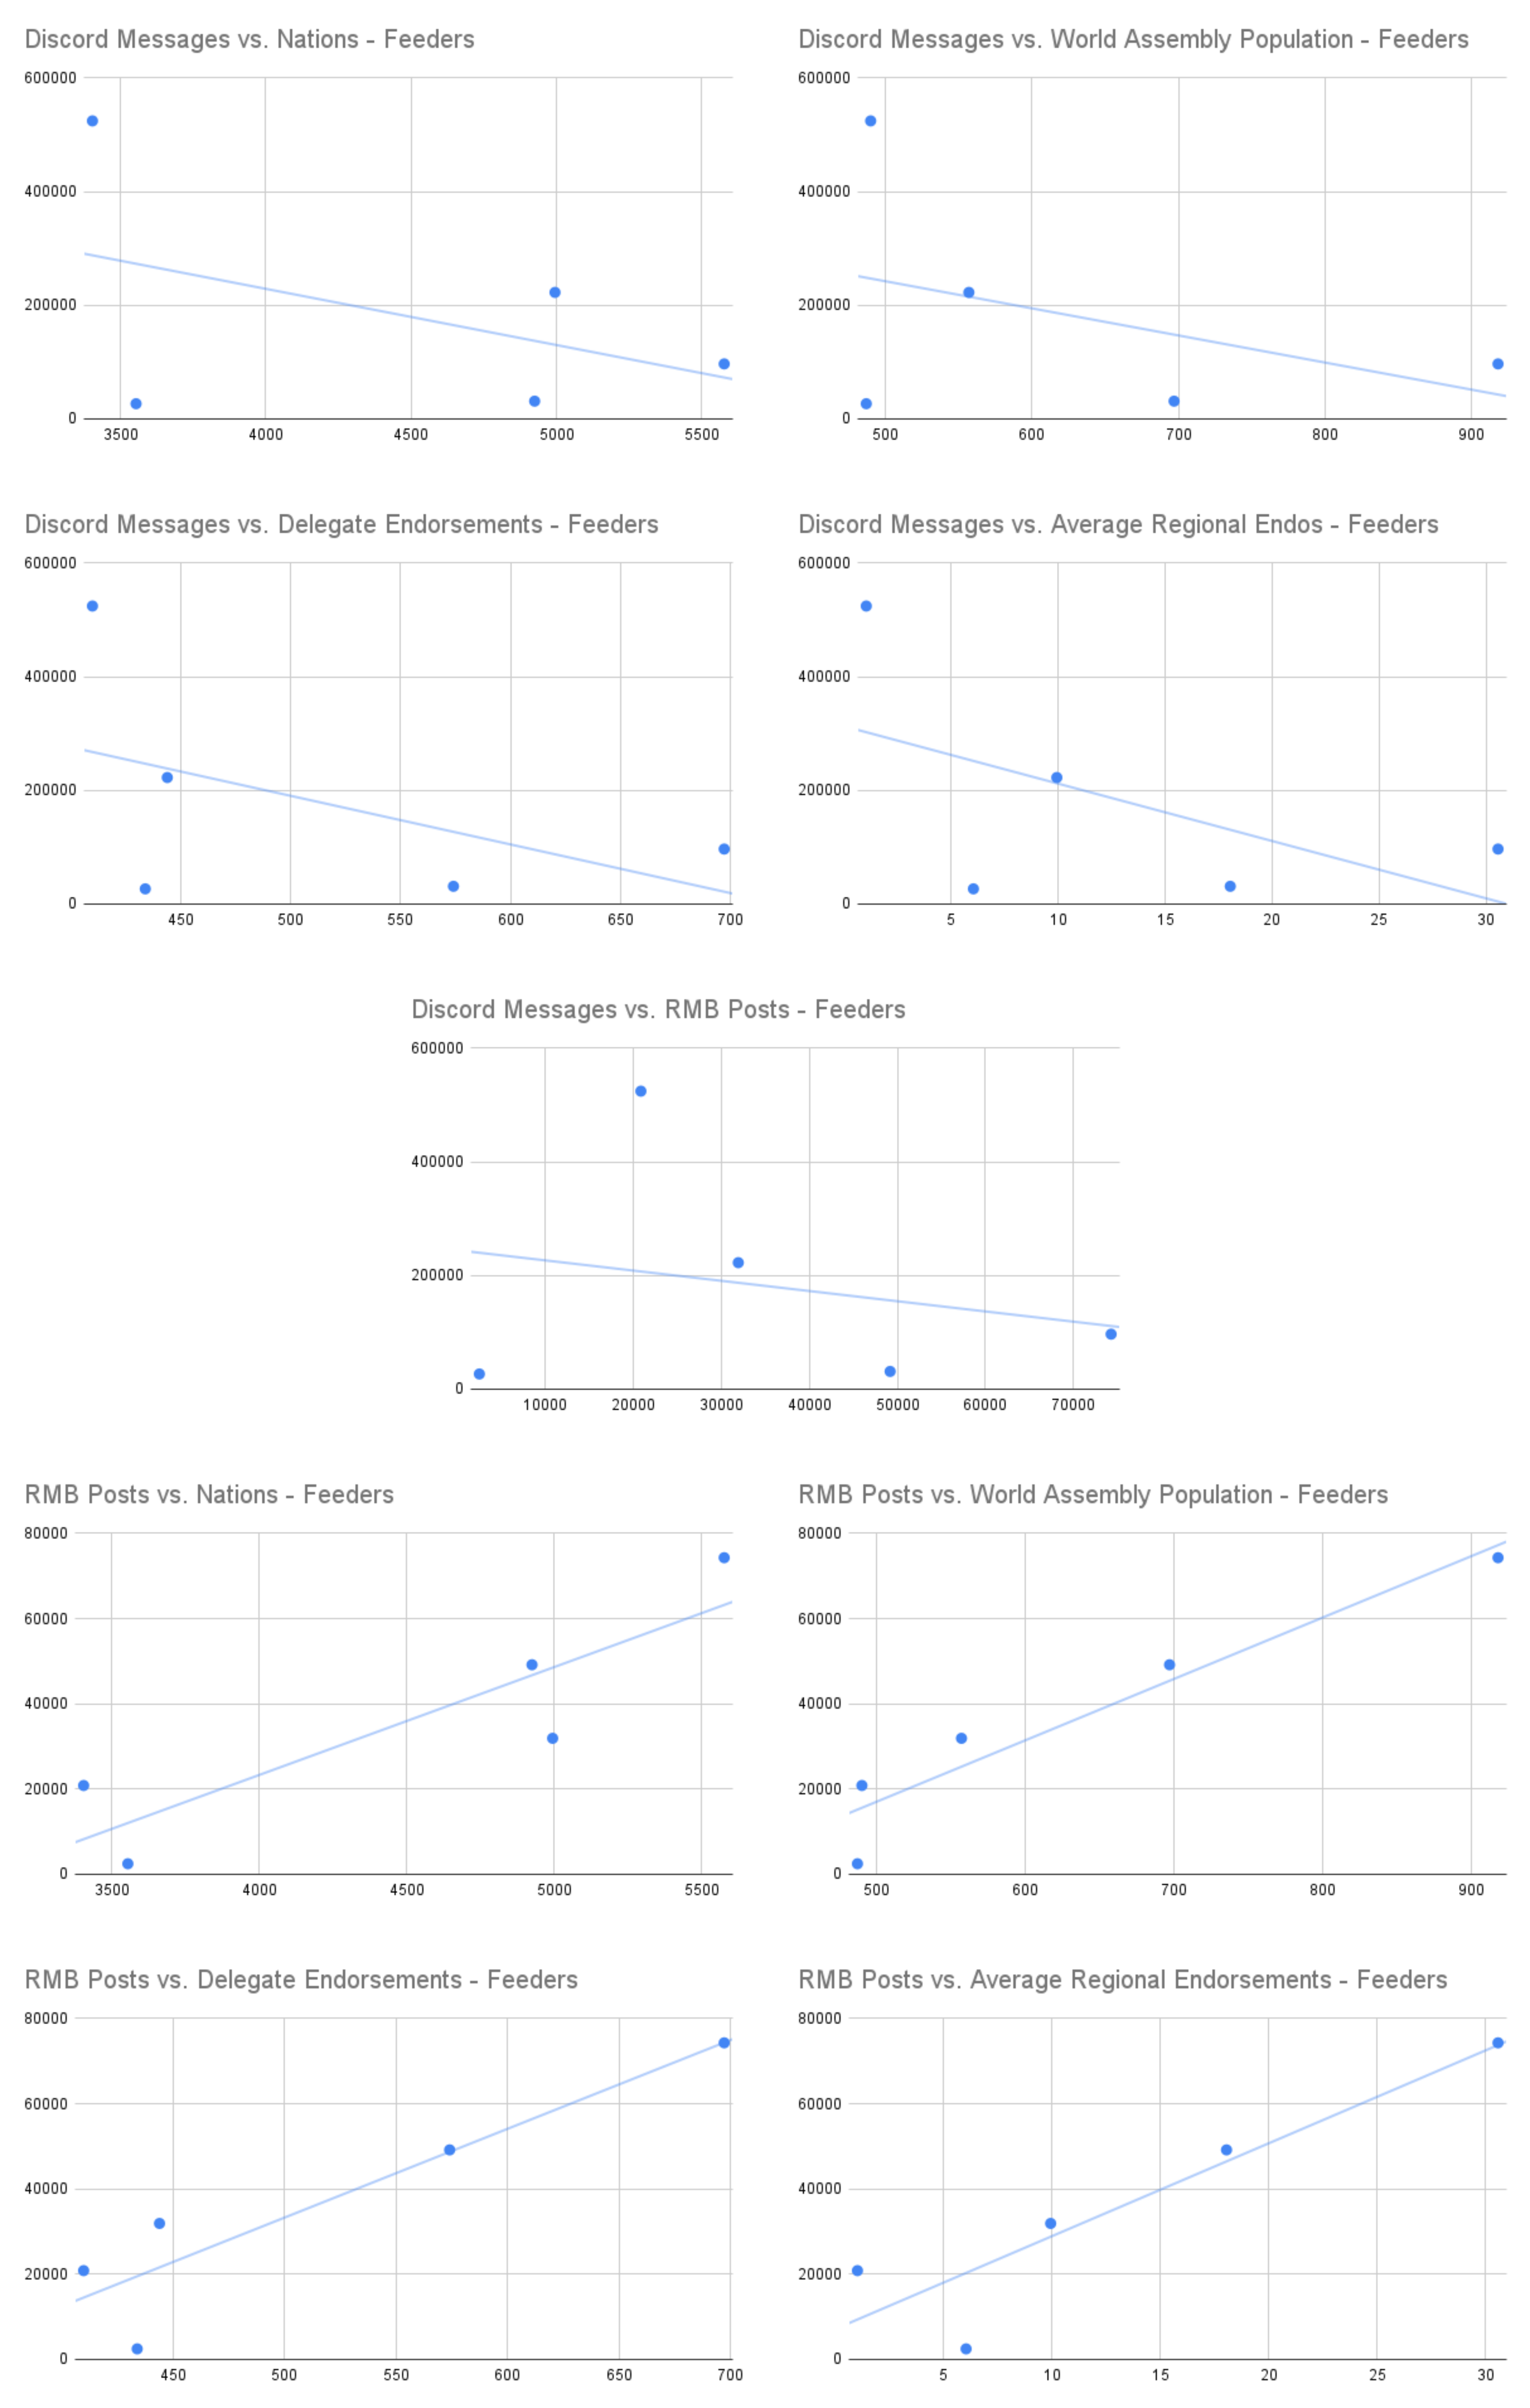 Discord Messages vs. Nations - Feeders
600000
400000
200000
0
3500 4000 4500 5000 5500
Discord Messages vs. World Assembly Population - Feeders
600000
400000
200000
0
500 600 700 800 900
Discord Messages vs. Delegate Endorsements - Feeders
600000
400000
200000
0
450 500 550 600 650 700
Discord Messages vs. Average Regional Endos - Feeders
600000
400000
200000
0
5 10 15 20 25 30
Discord Messages vs. RMB Posts - Feeders
600000
400000
200000
0
10000 20000 30000 40000 50000 60000 70000
RMB Posts vs. Nations - Feeders
80000
60000
40000
20000
0
3500 4000 4500 5000 5500
RMB Posts vs. World Assembly Population - Feeders
80000
60000
40000
20000
0
500 600 700 800 900
RMB Posts vs. Delegate Endorsements - Feeders
80000
60000
40000
20000
0
450 500 550 600 650 700
RMB Posts vs. Average Regional Endorsements - Feeders
80000
60000
40000
20000
0
5 10 15 20 25 30